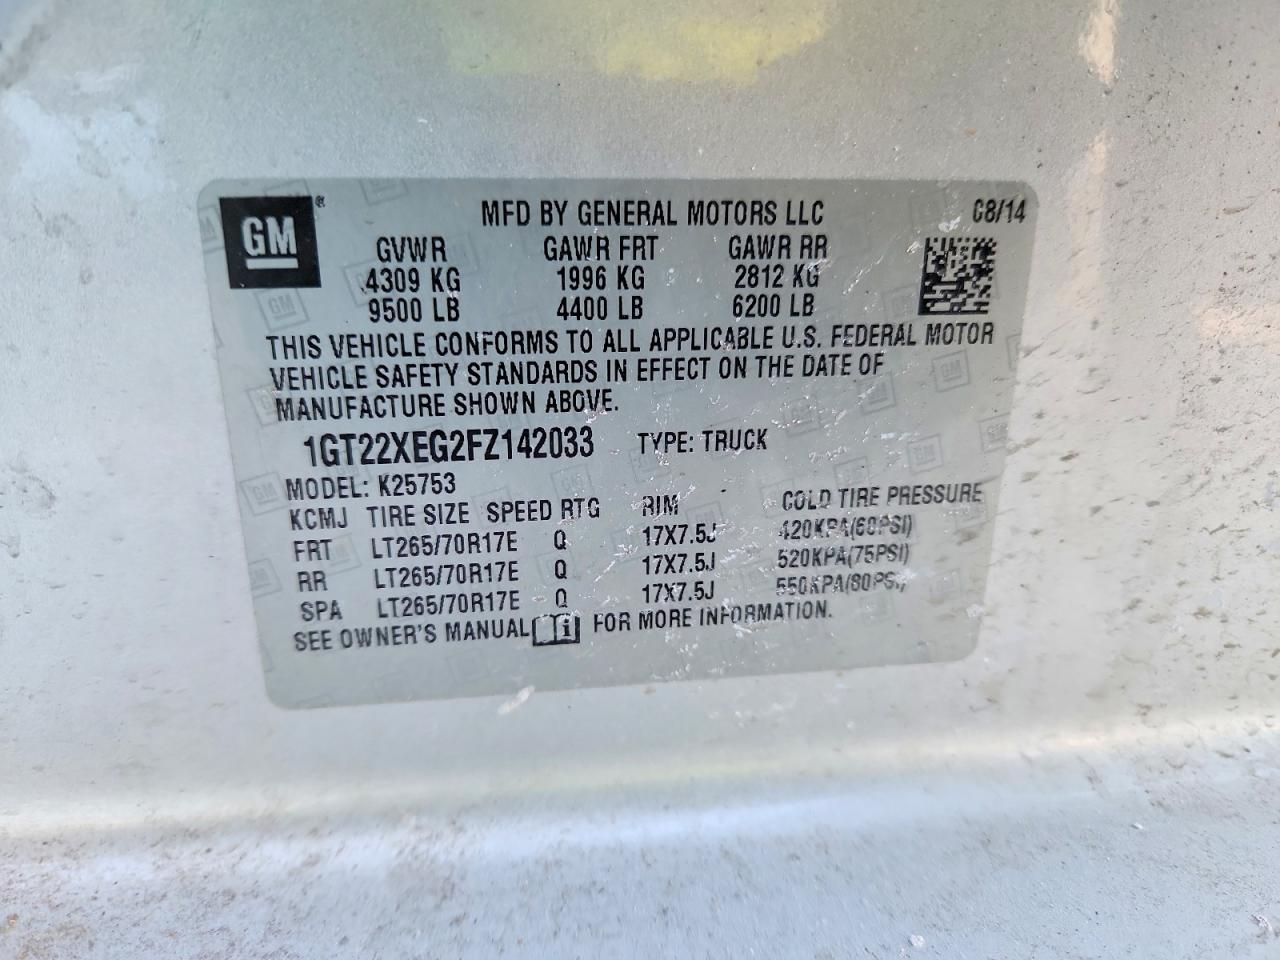 GM®
MFD BY GENERAL MOTORS LLC 08/14
GVWR GAWR FRT GAWR RR
4309 KG 1996 KG 2812 KG
9500 LB 4400 LB 6200 LB
THIS VEHICLE CONFORMS TO ALL APPLICABLE U.S. FEDERAL MOTOR
VEHICLE SAFETY STANDARDS IN EFFECT ON THE DATE OF
MANUFACTURE SHOWN ABOVE.
1GT22XEG2FZ142033 TYPE: TRUCK
MODEL: K25753
KCMJ TIRE SIZE SPEED RTG RIM COLD TIRE PRESSURE
FRT LT265/70R17E Q 17X7.5J 420KPA(60PSI)
RR LT265/70R17E Q 17X7.5J 520KPA(75PSI)
SPA LT265/70R17E Q 17X7.5J 550KPA(80PSI)
SEE OWNER'S MANUAL i FOR MORE INFORMATION.